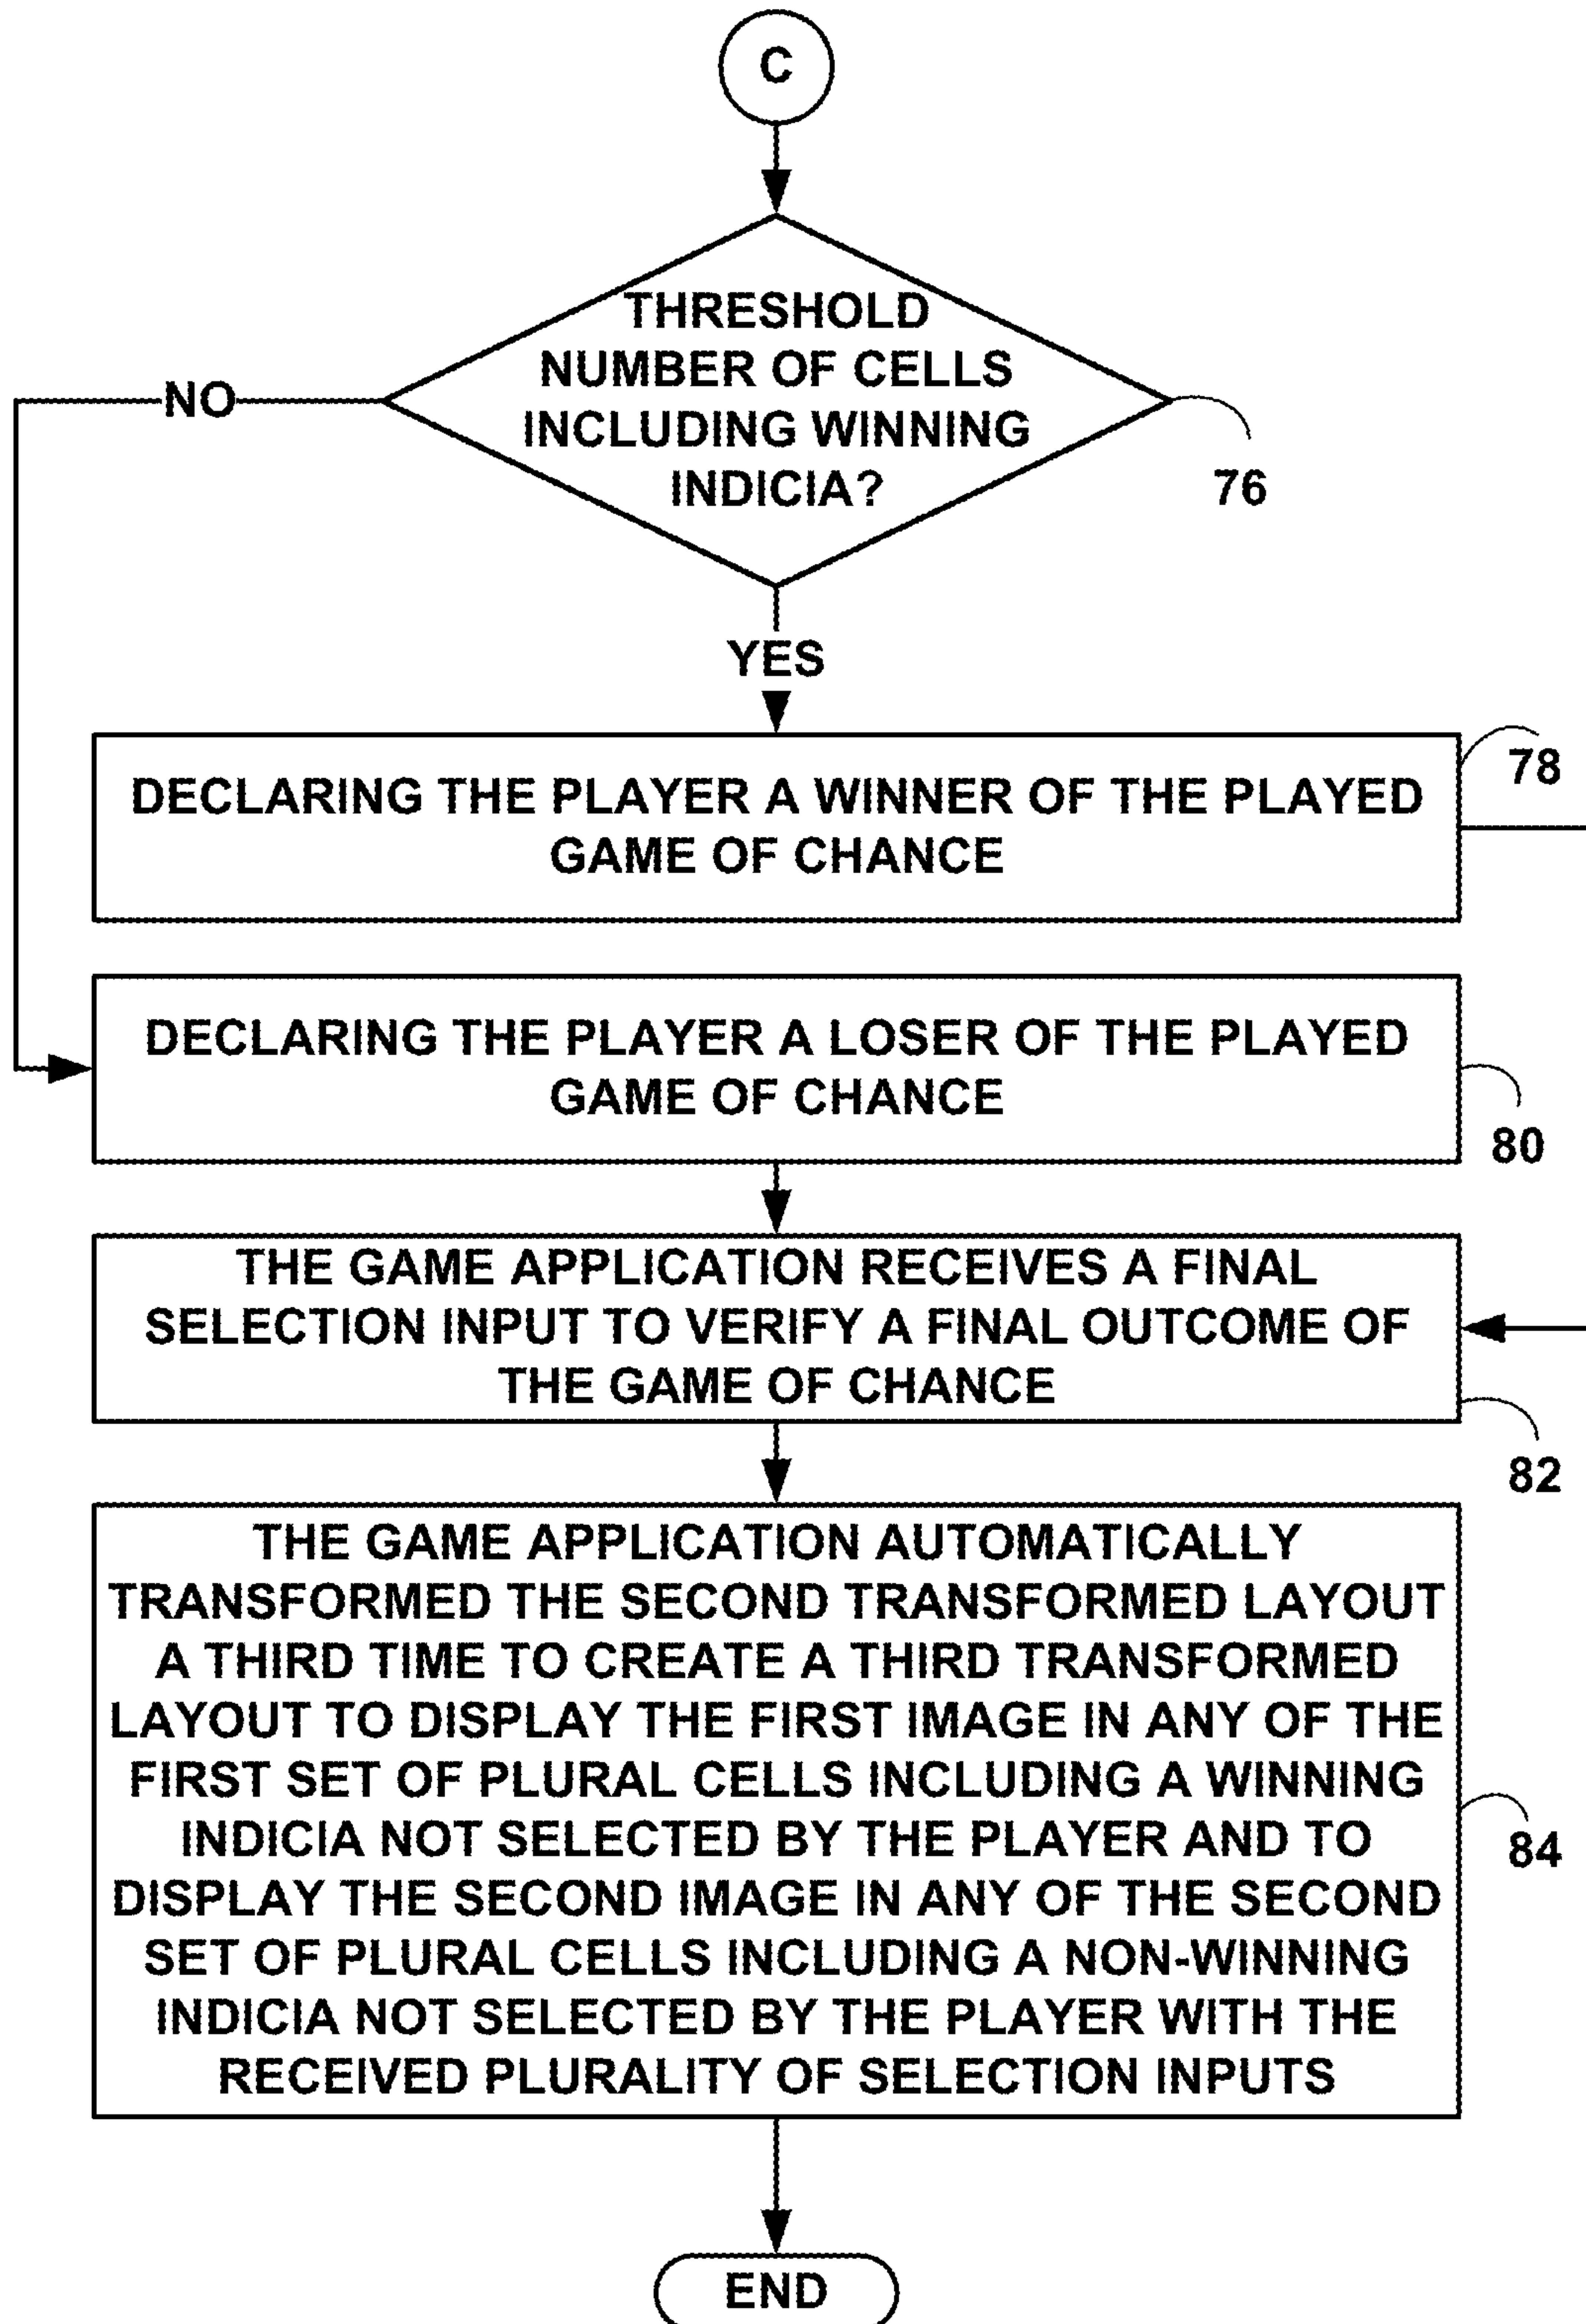 C
THRESHOLD
NUMBER OF CELLS
INCLUDING WINNING
INDICIA?
NO
76
YES
DECLARING THE PLAYER A WINNER OF THE PLAYED
GAME OF CHANCE
78
DECLARING THE PLAYER A LOSER OF THE PLAYED
GAME OF CHANCE
80
THE GAME APPLICATION RECEIVES A FINAL
SELECTION INPUT TO VERIFY A FINAL OUTCOME OF
THE GAME OF CHANCE
82
THE GAME APPLICATION AUTOMATICALLY
TRANSFORMED THE SECOND TRANSFORMED LAYOUT
A THIRD TIME TO CREATE A THIRD TRANSFORMED
LAYOUT TO DISPLAY THE FIRST IMAGE IN ANY OF THE
FIRST SET OF PLURAL CELLS INCLUDING A WINNING
INDICIA NOT SELECTED BY THE PLAYER AND TO
DISPLAY THE SECOND IMAGE IN ANY OF THE SECOND
SET OF PLURAL CELLS INCLUDING A NON-WINNING
INDICIA NOT SELECTED BY THE PLAYER WITH THE
RECEIVED PLURALITY OF SELECTION INPUTS
84
END